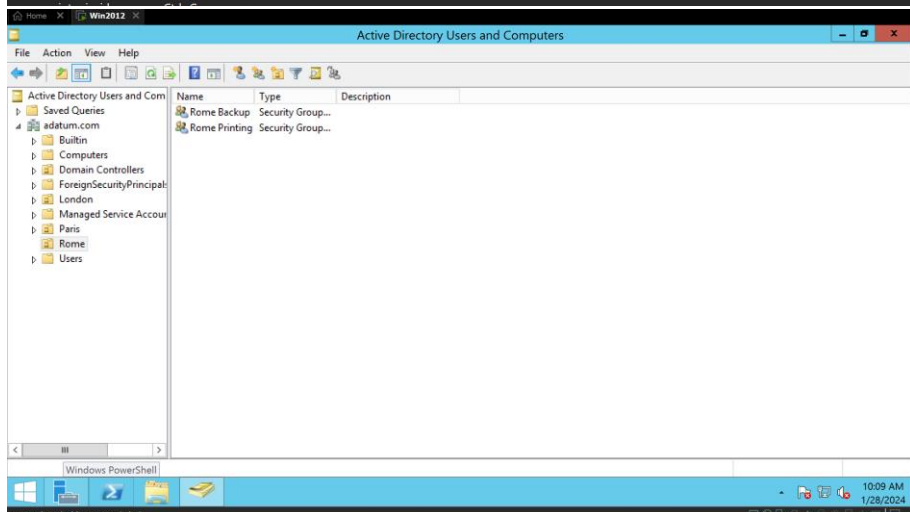 Home X Win2012 X
Active Directory Users and Computers
File Action View Help
Active Directory Users and Com
Saved Queries
adatum.com
Builtin
Computers
Domain Controllers
ForeignSecurityPrincipals
London
Managed Service Accour
Paris
Rome
Users
Name Type Description
Rome Backup Security Group...
Rome Printing Security Group...
Windows PowerShell
10:09 AM
1/28/2024